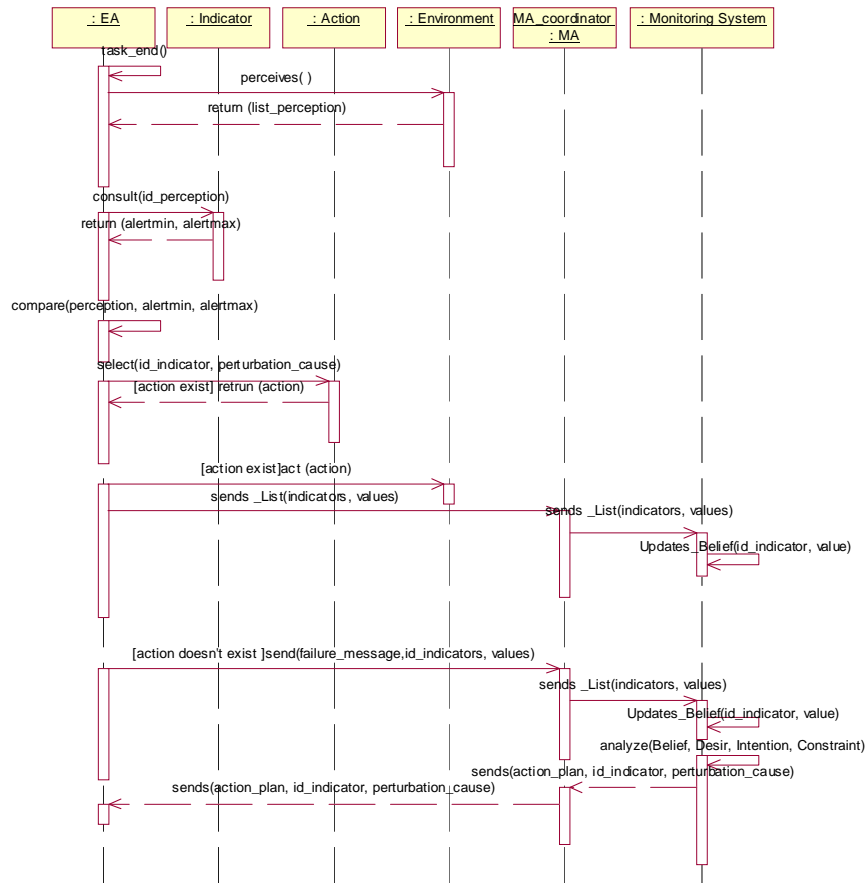 : EA
: Indicator
: Action
: Environment
MA_coordinator
: MA
: Monitoring System
task_end()
perceives( )
return (list_perception)
consult(id_perception)
return (alertmin, alertmax)
compare(perception, alertmin, alertmax)
select(id_indicator, perturbation_cause)
[action exist] retrun (action)
[action exist]act (action)
sends _List(indicators, values)
sends _List(indicators, values)
Updates_Belief(id_indicator, value)
[action doesn't exist ]send(failure_message,id_indicators, values)
sends _List(indicators, values)
Updates_Belief(id_indicator, value)
analyze(Belief, Desir, Intention, Constraint)
sends(action_plan, id_indicator, perturbation_cause)
sends(action_plan, id_indicator, perturbation_cause)